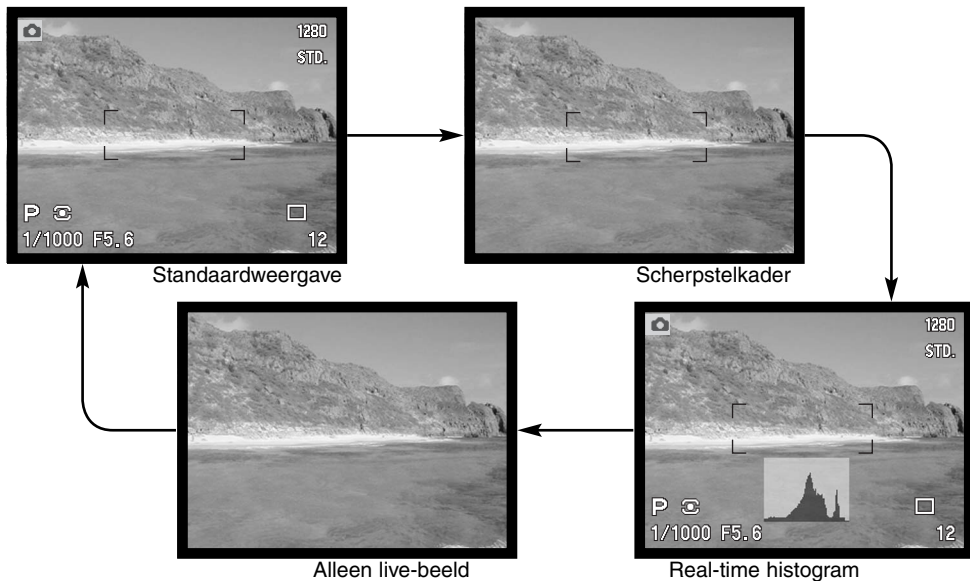 1280
STD.
P
1/1000 F5.6 12
Standaardweergave
Scherpstelkader
1280
STD.
P
1/1000 F5.6 12
Alleen live-beeld
Real-time histogram